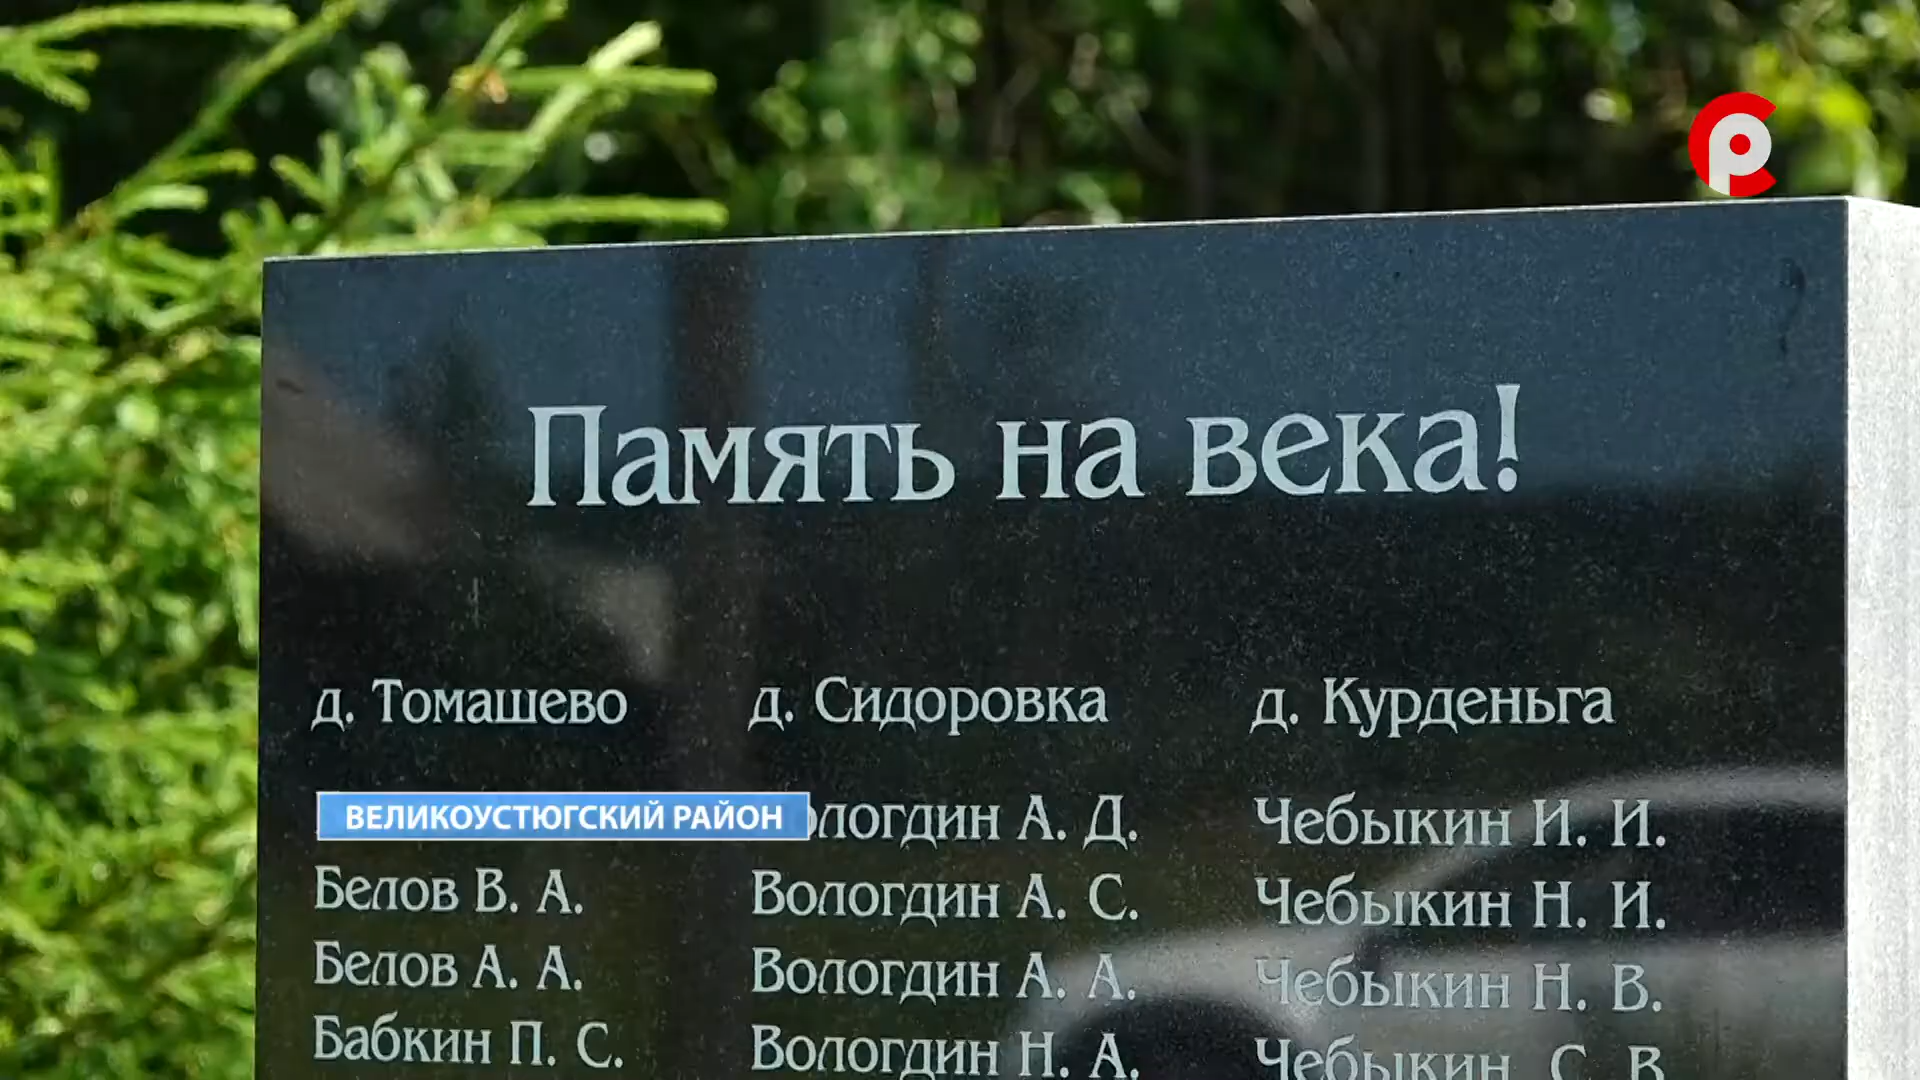 Память на века!
д. Томашево д. Сидоровка д. Курденьга
ВЕЛИКОУСТЮГСКИЙ РАЙОН ологдин А. Д. Чебыкин И. И.
Белов В. А. Вологдин А. С. Чебыкин Н. И.
Белов А. А. Вологдин А. А. Чебыкин Н. В.
Бабкин П. С. Вологдин Н. А. Чебыкин С. В